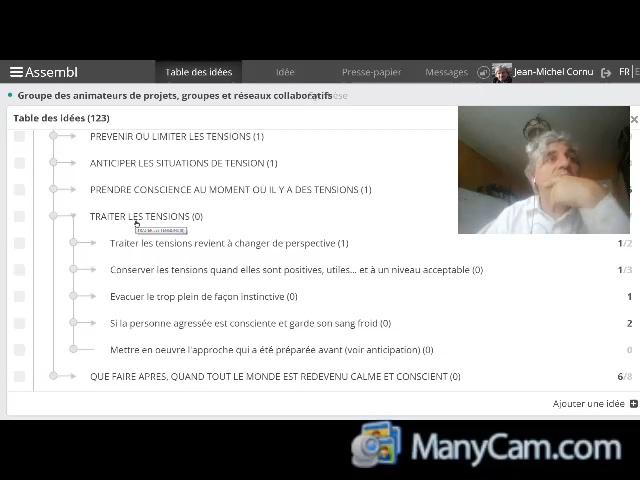 Assembl Table des idées Idée Presse-papier Messages Jean-Michel Cornu FR E
Groupe des animateurs de projets, groupes et réseaux collaboratifs
Table des idées (123)
PREVENIR OU LIMITER LES TENSIONS (1)
ANTICIPER LES SITUATIONS DE TENSION (1)
PRENDRE CONSCIENCE AU MOMENT OU IL Y A DES TENSIONS (1)
TRAITER LES TENSIONS (0)
TRAITER LES TENSIONS (0)
Traiter les tensions revient à changer de perspective (1) 1/2
Conserver les tensions quand elles sont positives, utiles... et à un niveau acceptable (0) 1/3
Evacuer le trop plein de façon instinctive (0) 1
Si la personne agressée est consciente et garde son sang froid (0) 2
Mettre en oeuvre l'approche qui a été préparée avant (voir anticipation) (0) 0
QUE FAIRE APRES, QUAND TOUT LE MONDE EST REDEVENU CALME ET CONSCIENT (0) 6/8
Ajouter une idée
ManyCam.com